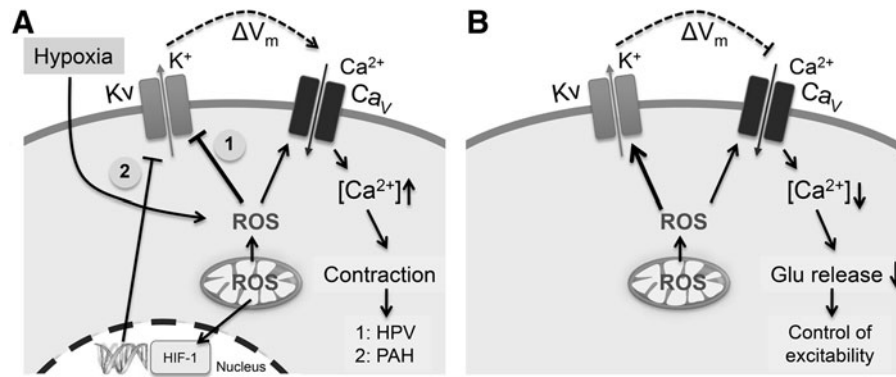 A
Hypoxia
ΔVm
K+
Ca2+
Kv
CaV
1
2
[Ca2+]
ROS
ROS
Contraction
1: HPV
2: PAH
HIF-1
Nucleus
B
ΔVm
K+
Ca2+
Kv
CaV
[Ca2+]
ROS
ROS
Glu release
Control of
excitability